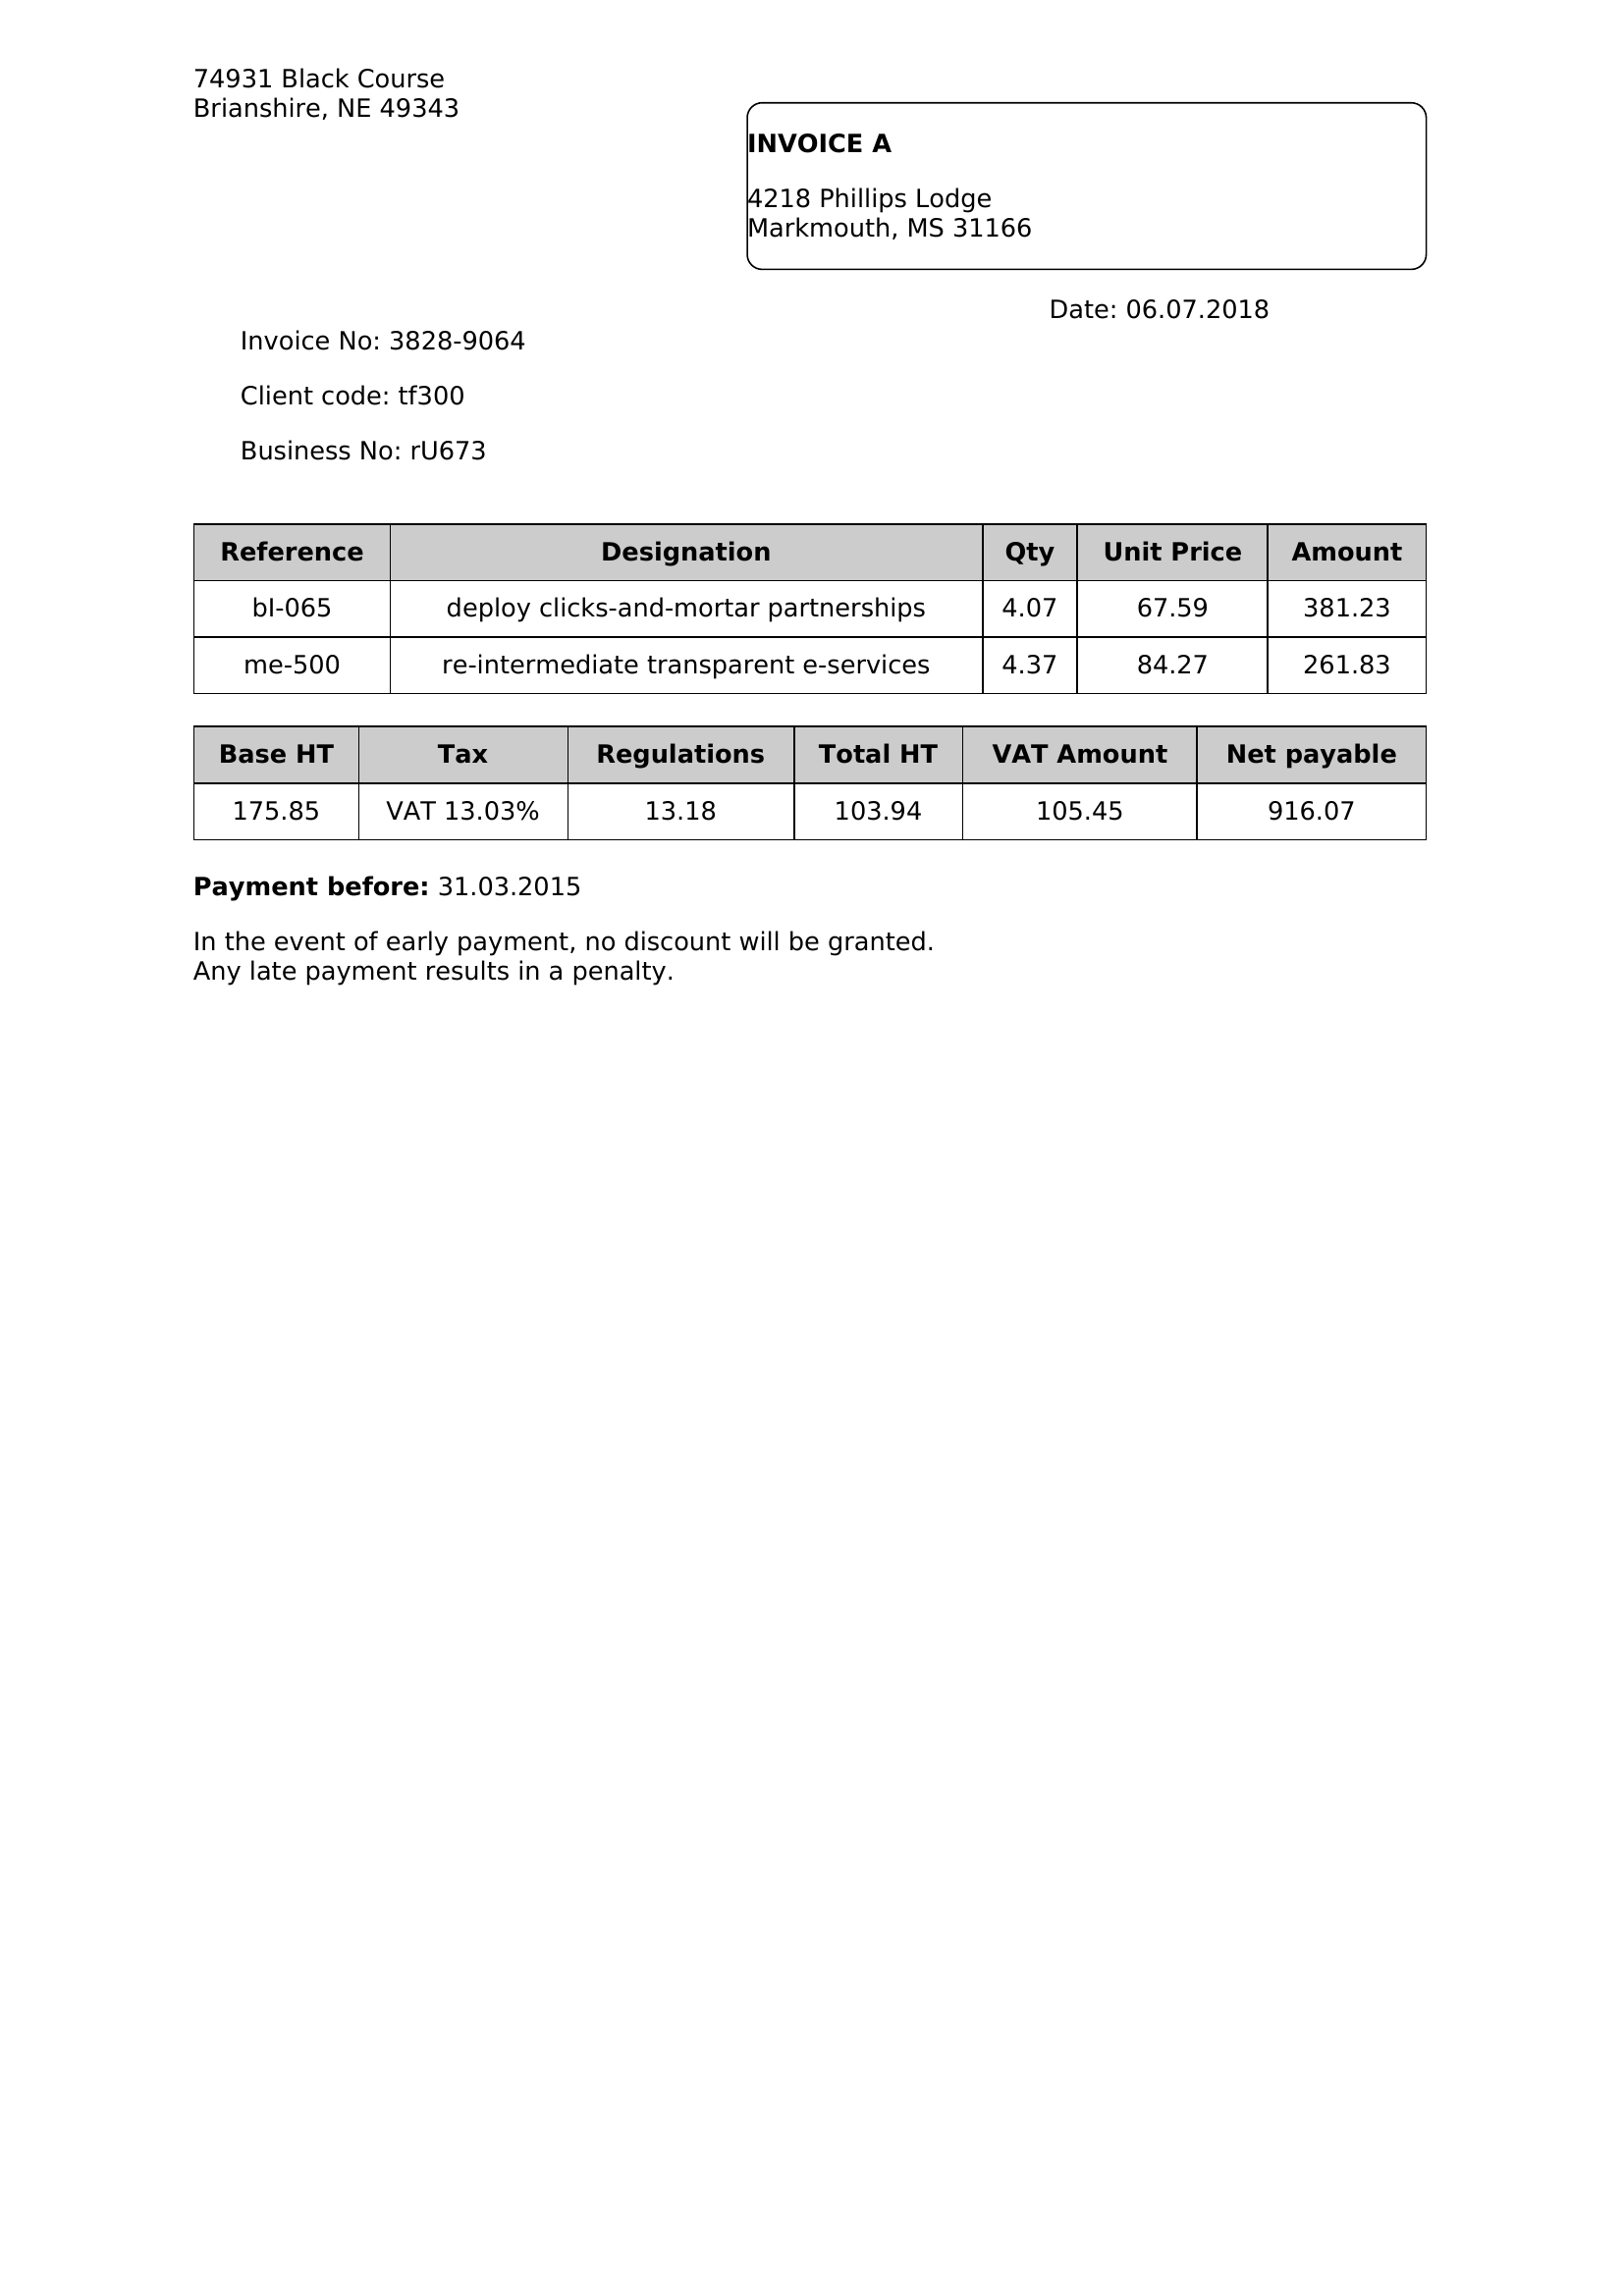 74931 Black Course
Brianshire, NE 49343
INVOICE A
4218 Phillips Lodge
Markmouth, MS 31166
Date: 06.07.2018
Invoice No: 3828-9064
Client code: tf300
Business No: rU673
Reference Designation Qty Unit Price Amount
bI-065 deploy clicks-and-mortar partnerships 4.07 67.59 381.23
me-500 re-intermediate transparent e-services 4.37 84.27 261.83
Base HT Tax Regulations Total HT VAT Amount Net payable
175.85 VAT 13.03% 13.18 103.94 105.45 916.07
Payment before: 31.03.2015
In the event of early payment, no discount will be granted.
Any late payment results in a penalty.